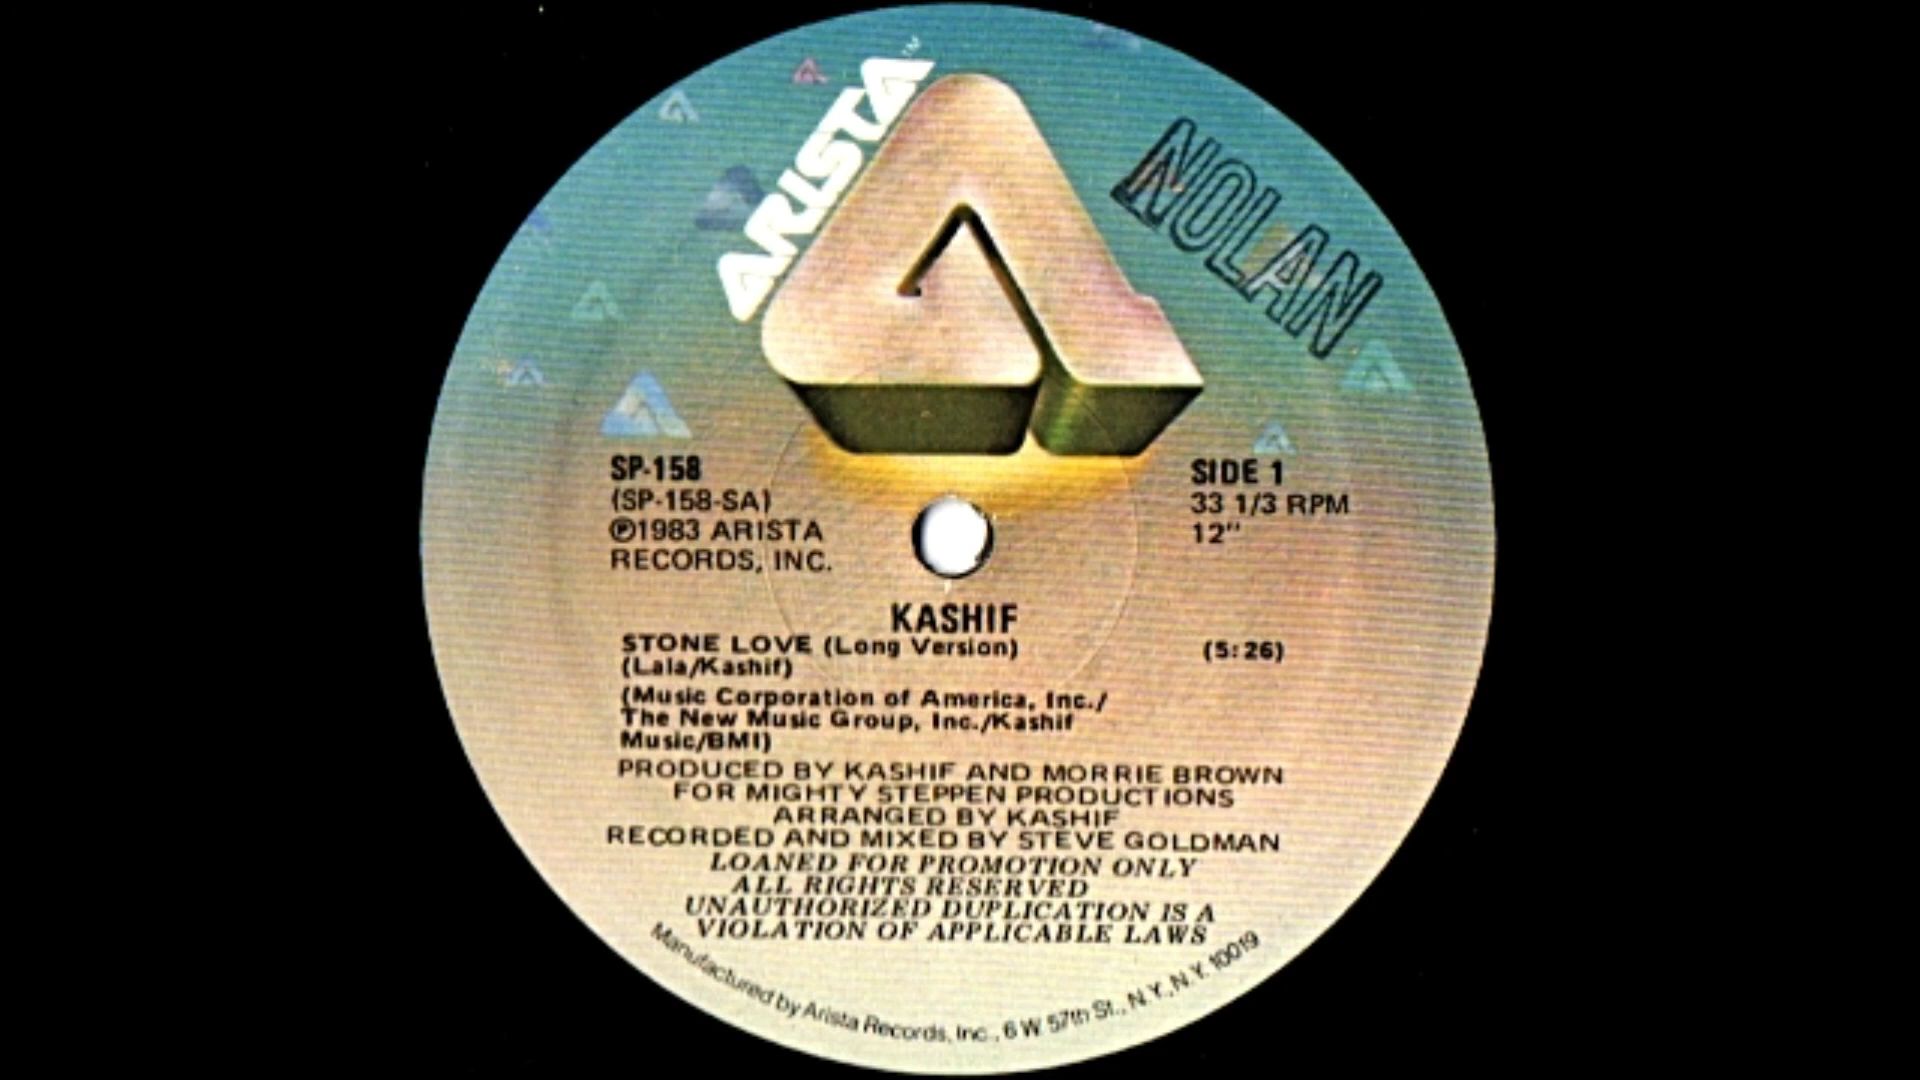 ARISTA™
NOLAN
SP-158
(SP-158-SA)
℗1983 ARISTA
RECORDS, INC.
SIDE 1
33 1/3 RPM
12"
KASHIF
STONE LOVE (Long Version) (5:26)
(Lala/Kashif)
(Music Corporation of America, Inc./
The New Music Group, Inc./Kashif
Music/BMI)
PRODUCED BY KASHIF AND MORRIE BROWN
FOR MIGHTY STEPPEN PRODUCTIONS
ARRANGED BY KASHIF
RECORDED AND MIXED BY STEVE GOLDMAN
LOANED FOR PROMOTION ONLY
ALL RIGHTS RESERVED
UNAUTHORIZED DUPLICATION IS A
VIOLATION OF APPLICABLE LAWS
Manufactured by Arista Records, Inc., 6 W. 57th St., N.Y., N.Y. 10019